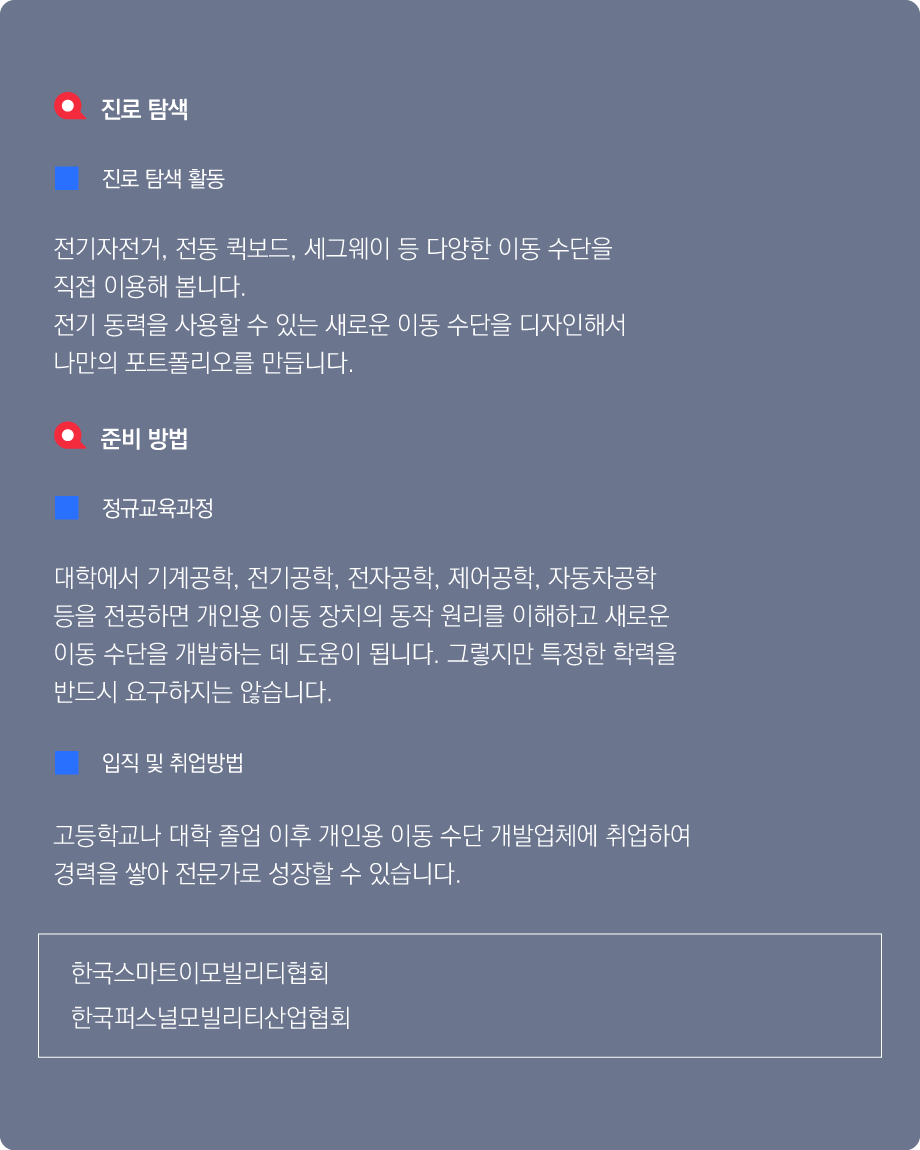 진로 탐색
진로 탐색 활동
전기자전거, 전동 퀵보드, 세그웨이 등 다양한 이동 수단을
직접 이용해 봅니다.
전기 동력을 사용할 수 있는 새로운 이동 수단을 디자인해서
나만의 포트폴리오를 만듭니다.
준비 방법
정규교육과정
대학에서 기계공학, 전기공학, 전자공학, 제어공학, 자동차공학
등을 전공하면 개인용 이동 장치의 동작 원리를 이해하고 새로운
이동 수단을 개발하는 데 도움이 됩니다. 그렇지만 특정한 학력을
반드시 요구하지는 않습니다.
입직 및 취업방법
고등학교나 대학 졸업 이후 개인용 이동 수단 개발업체에 취업하여
경력을 쌓아 전문가로 성장할 수 있습니다.
한국스마트이모빌리티협회
한국퍼스널모빌리티산업협회